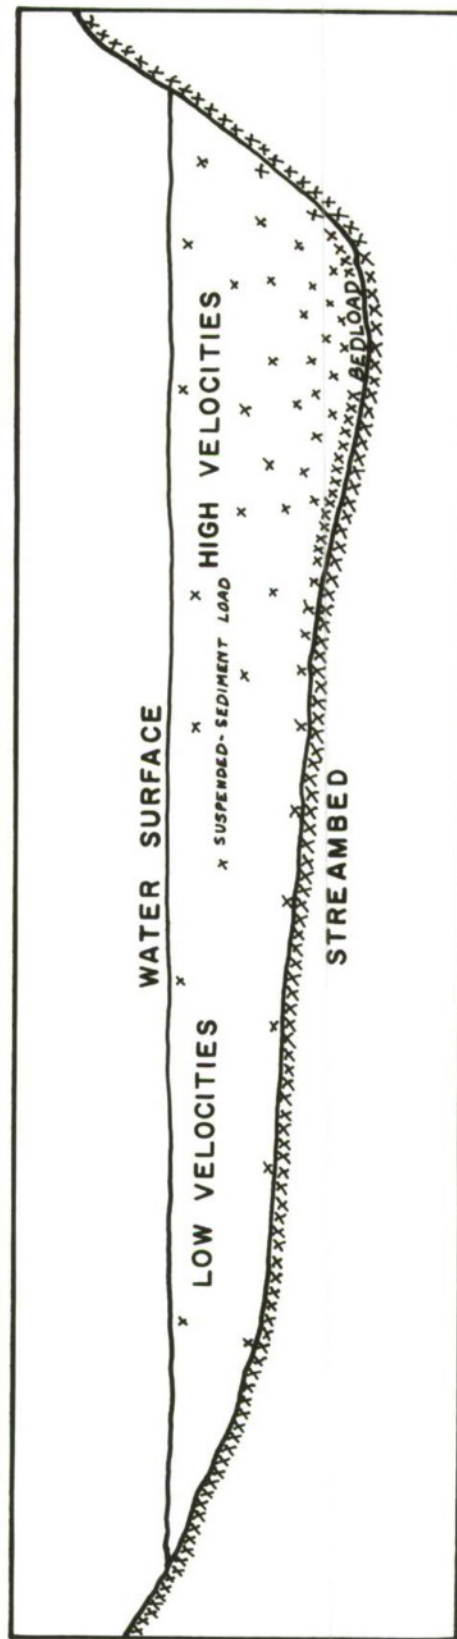 WATER SURFACE
LOW VELOCITIES
HIGH VELOCITIES
x SUSPENDED-SEDIMENT LOAD
BEDLOAD
STREAMBED